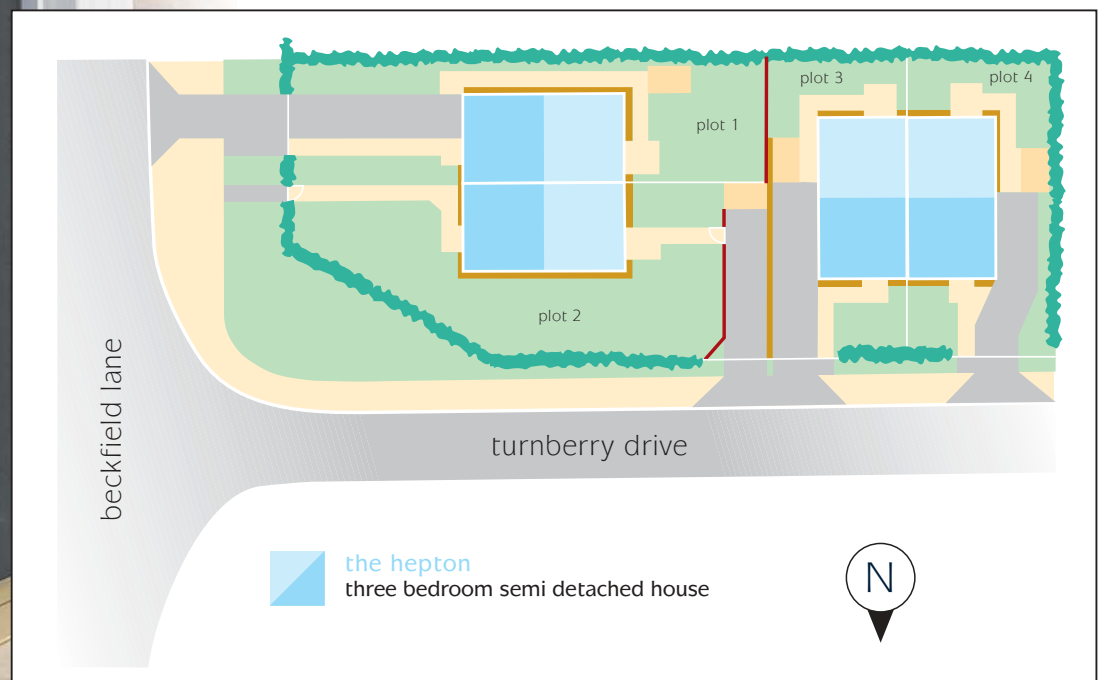 plot 3
plot 4
plot 1
plot 2
beckfield lane
turnberry drive
the hepton
three bedroom semi detached house
N